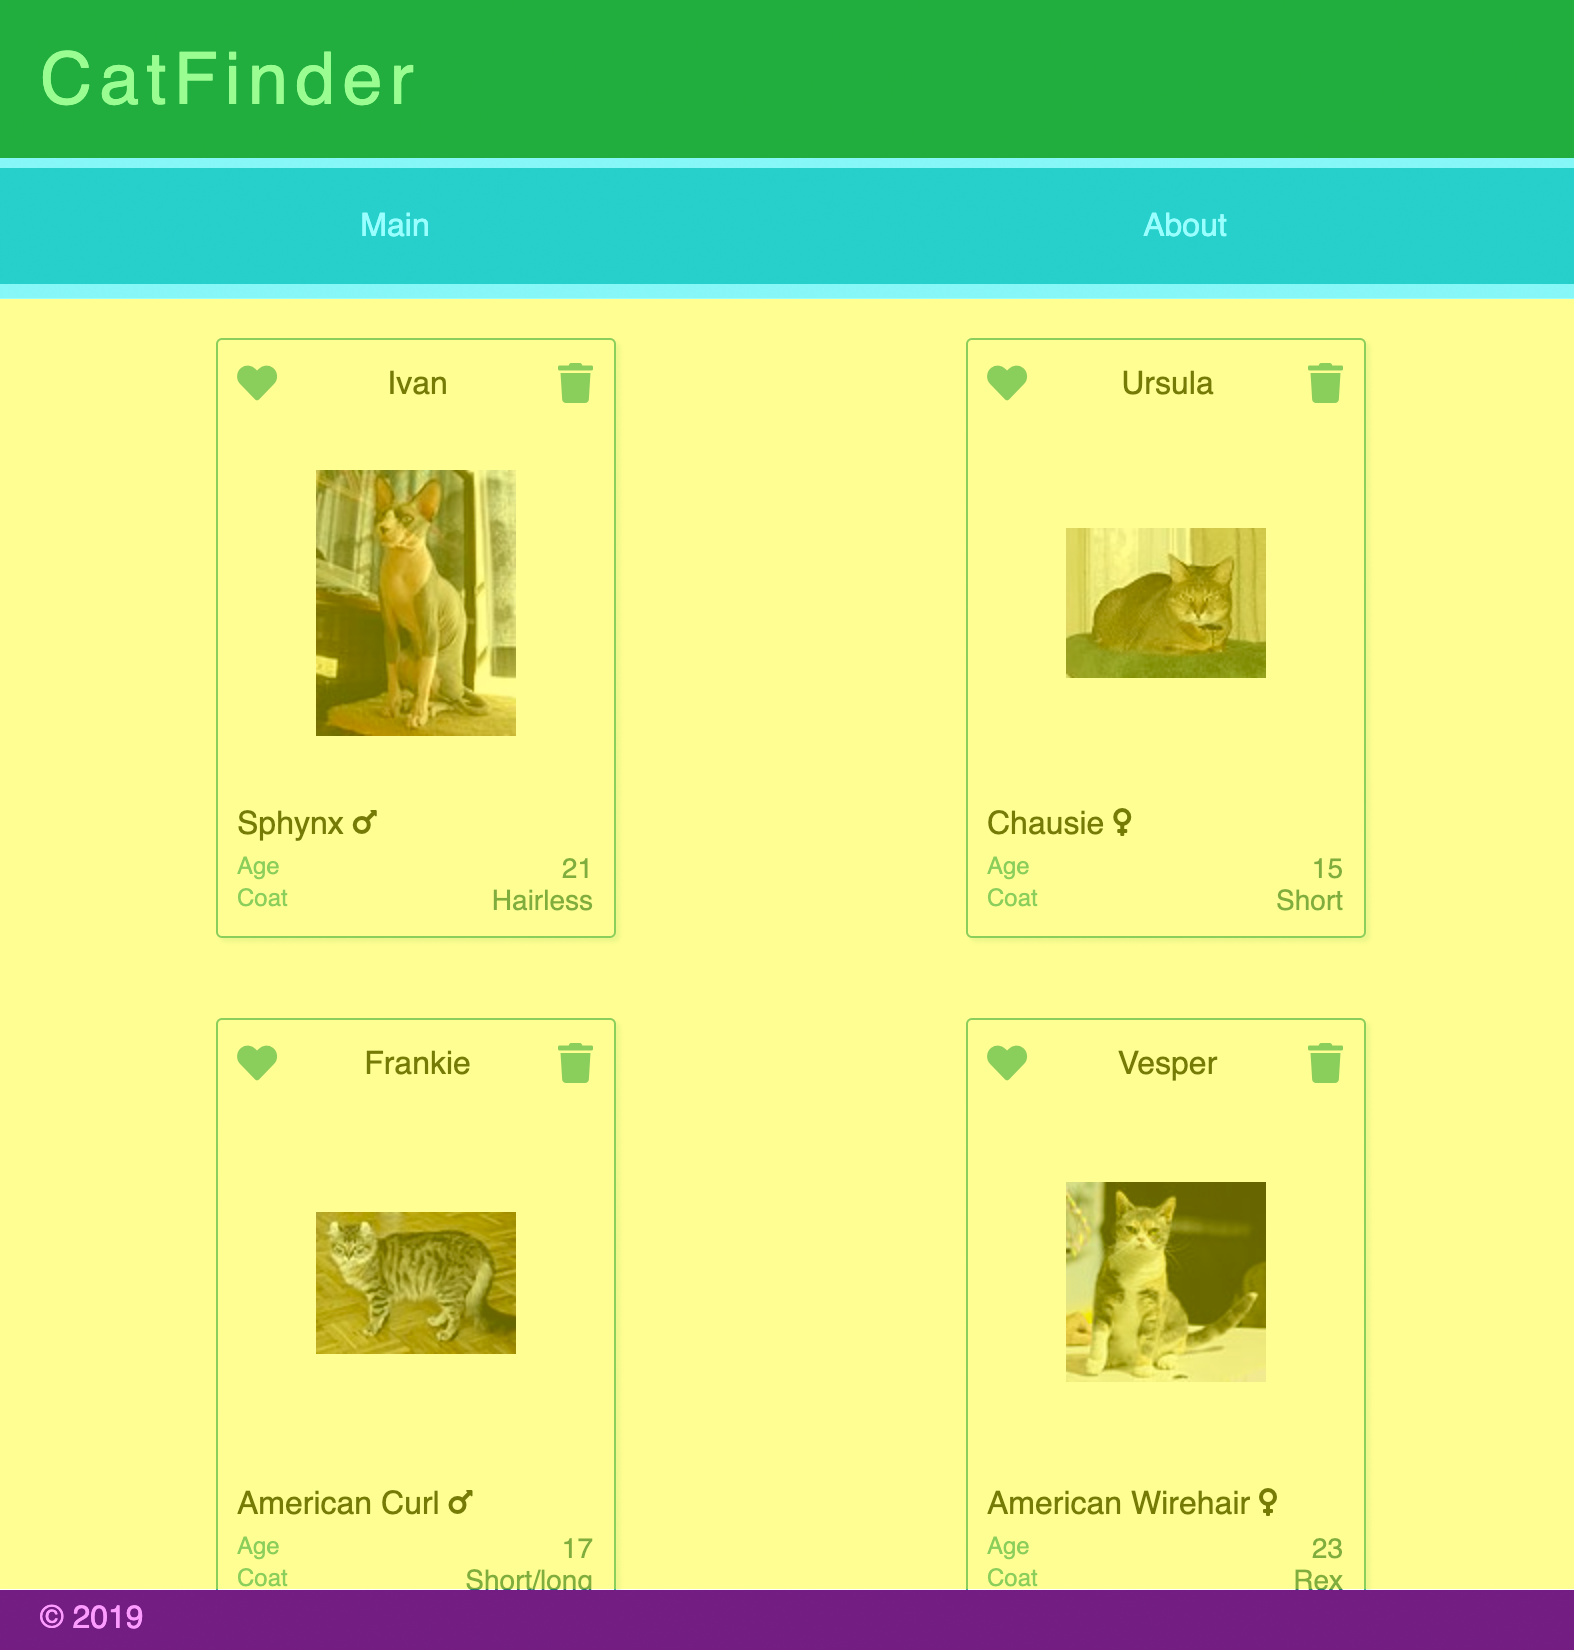 CatFinder
Main About
Ivan
Sphynx ♂
Age 21
Coat Hairless
Ursula
Chausie ♀
Age 15
Coat Short
Frankie
American Curl ♂
Age 17
Coat Short/long
Vesper
American Wirehair ♀
Age 23
Coat Rex
© 2019